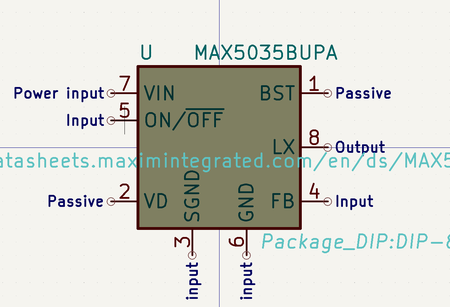 U MAX5035BUPA
Power input 7 VIN BST 1 Passive
Input 5 ON/OFF
LX 8 Output
atasheets.maximintegrated.com/en/ds/MAX5
Passive 2 VD SGND GND FB 4 Input
3 6
Package_DIP:DIP-8
input input